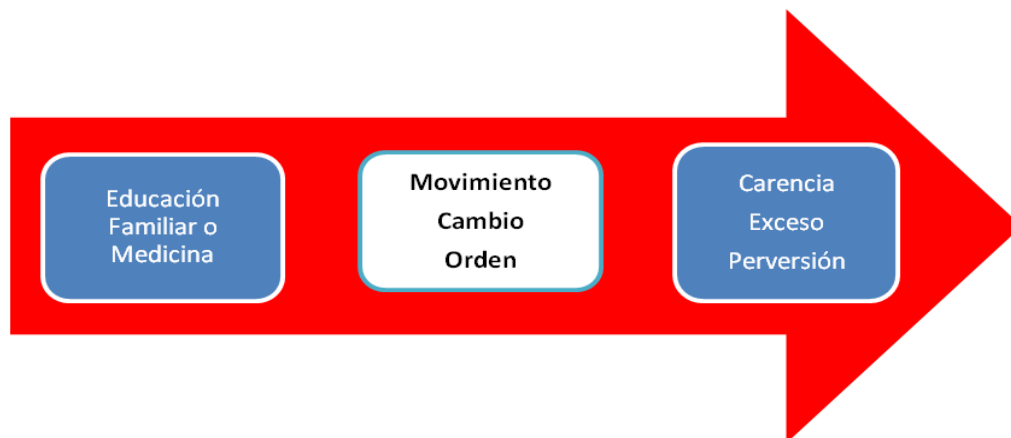 Educación
Familiar o
Medicina
Movimiento
Cambio
Orden
Carencia
Exceso
Perversión